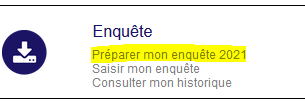 Enquête
Préparer mon enquête 2021
Saisir mon enquête
Consulter mon historique